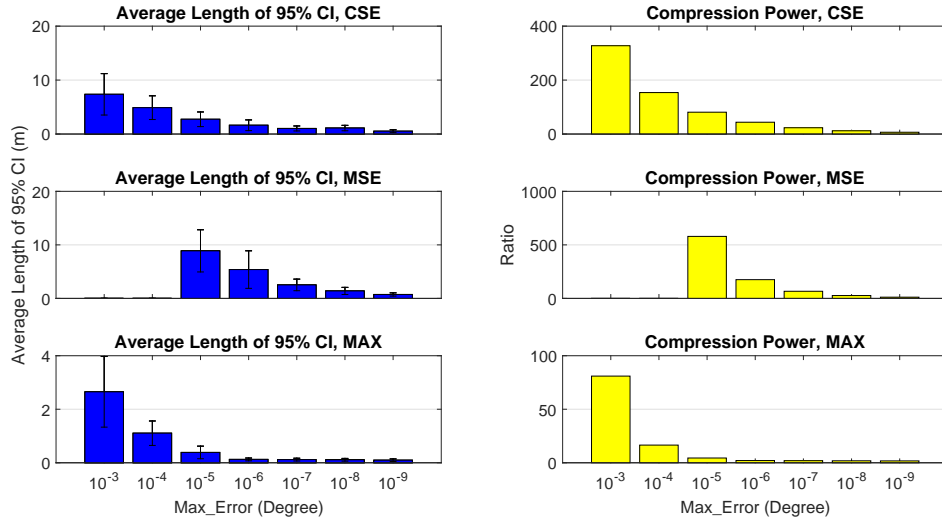 Average Length of 95% CI, CSE
20
10
0
Average Length of 95% CI, MSE
20
10
0
Average Length of 95% CI, MAX
4
2
0
10^-3 10^-4 10^-5 10^-6 10^-7 10^-8 10^-9
Max_Error (Degree)
Average Length of 95% CI (m)
Compression Power, CSE
400
200
0
Compression Power, MSE
1000
500
0
Compression Power, MAX
100
50
0
10^-3 10^-4 10^-5 10^-6 10^-7 10^-8 10^-9
Max_Error (Degree)
Ratio